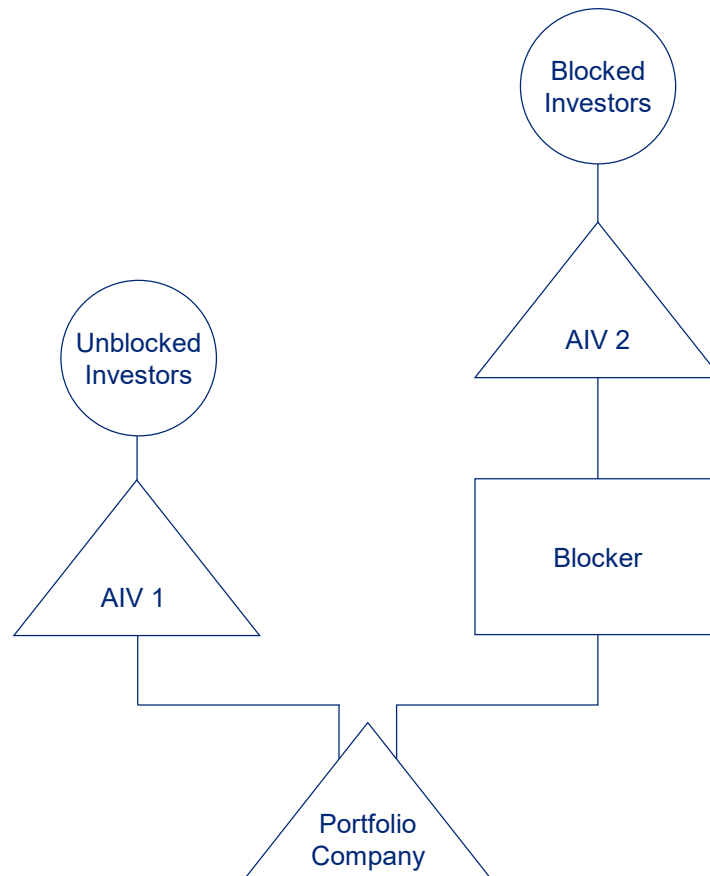 Blocked
Investors
AIV 2
Unblocked
Investors
Blocker
AIV 1
Portfolio
Company